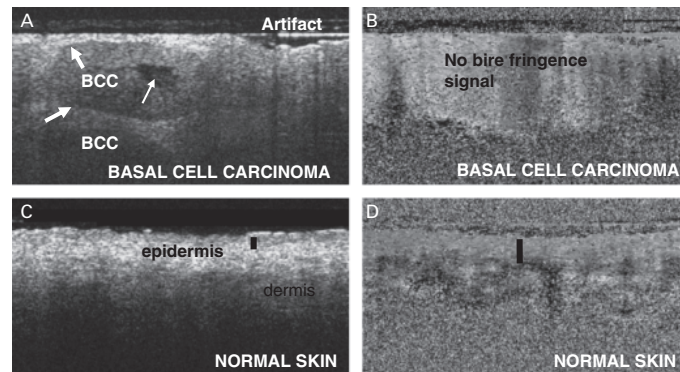 A
Artifact
BCC
BCC
BASAL CELL CARCINOMA
B
No bire fringence
signal
BASAL CELL CARCINOMA
C
epidermis
dermis
NORMAL SKIN
D
NORMAL SKIN